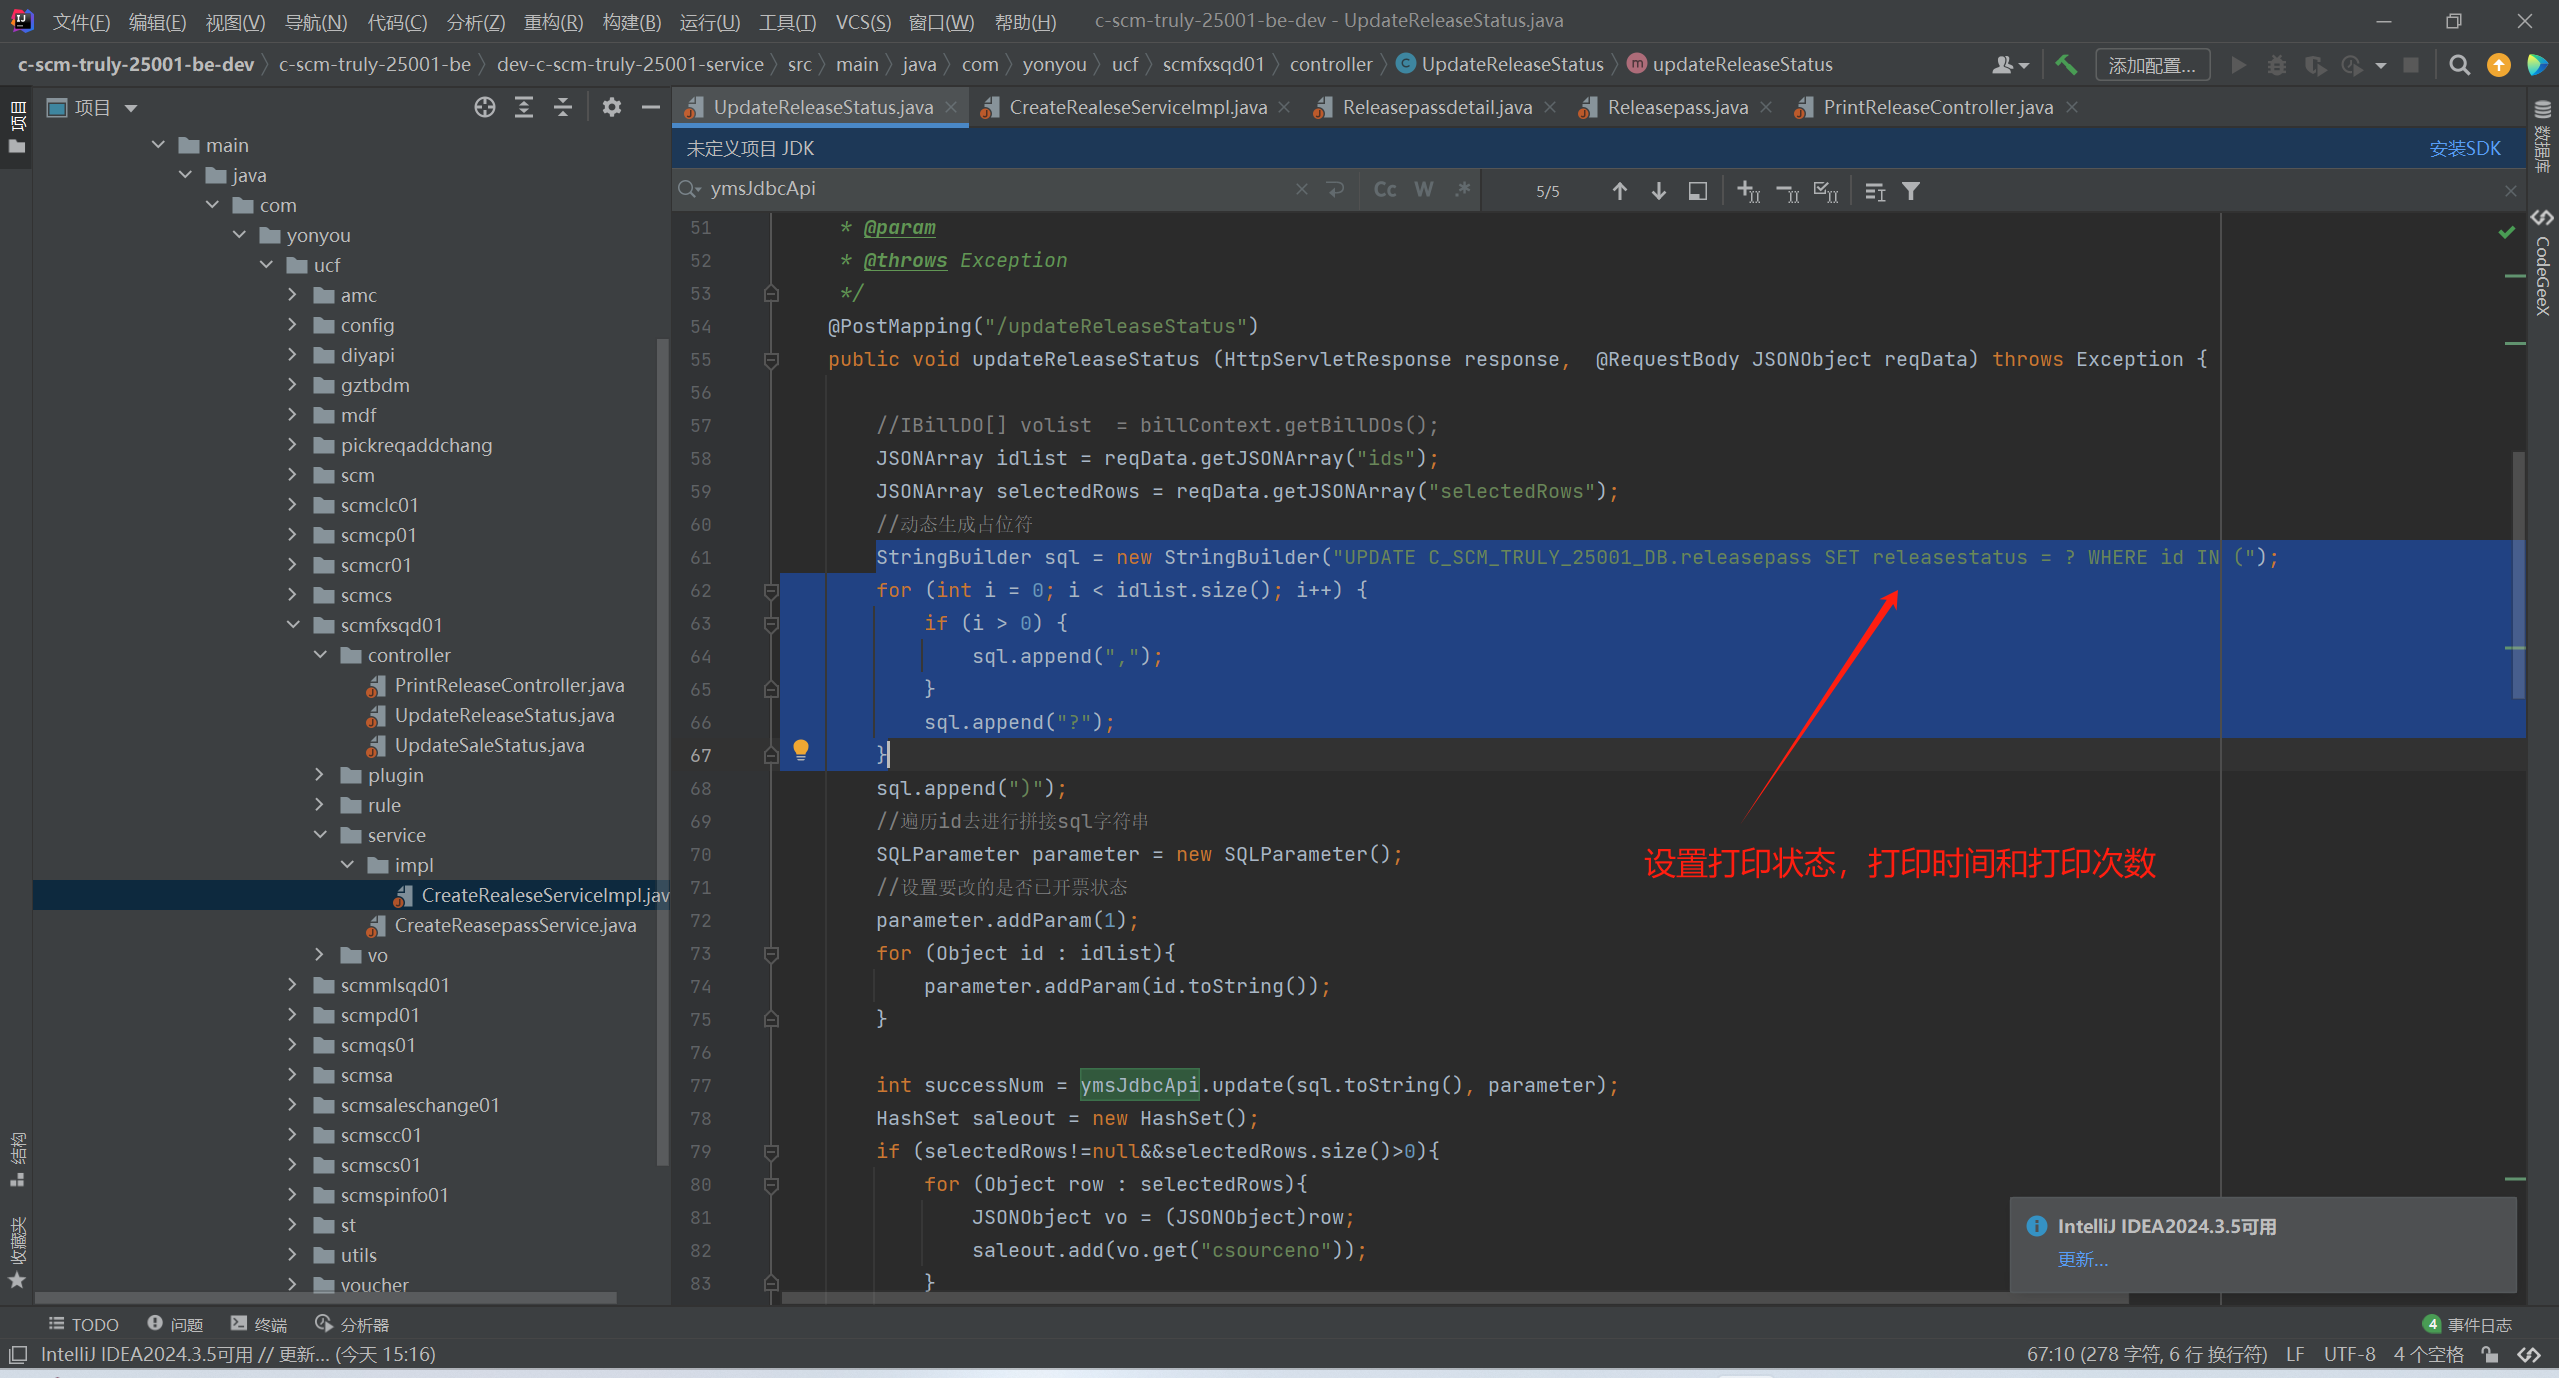 文件(F) 编辑(E) 视图(V) 导航(N) 代码(C) 分析(Z) 重构(R) 构建(B) 运行(U) 工具(T) VCS(S) 窗口(W) 帮助(H) c-scm-truly-25001-be-dev - UpdateReleaseStatus.java
c-scm-truly-25001-be-dev c-scm-truly-25001-be dev-c-scm-truly-25001-service src main java com yonyou ucf scmfxsqd01 controller UpdateReleaseStatus updateReleaseStatus 添加配置...
项目
UpdateReleaseStatus.java CreateRealeseServiceImpl.java Releasepassdetail.java Releasepass.java PrintReleaseController.java
未定义项目 JDK 安装SDK
ymsJdbcApi Cc W .* 5/5
项目
结构
收藏夹
main
java
com
yonyou
ucf
amc
config
diyapi
gztbdm
mdf
pickreqaddchang
scm
scmclc01
scmcp01
scmcr01
scmcs
scmfxsqd01
controller
PrintReleaseController.java
UpdateReleaseStatus.java
UpdateSaleStatus.java
plugin
rule
service
impl
CreateRealeseServiceImpl.jav
CreateReasepassService.java
vo
scmmlsqd01
scmpd01
scmqs01
scmsa
scmsaleschange01
scmscc01
scmscs01
scmspinfo01
st
utils
voucher
51 * @param
52 * @throws Exception
53 */
54 @PostMapping("/updateReleaseStatus")
55 public void updateReleaseStatus (HttpServletResponse response, @RequestBody JSONObject reqData) throws Exception {
56
57 //IBillDO[] volist  = billContext.getBillDOs();
58 JSONArray idlist = reqData.getJSONArray("ids");
59 JSONArray selectedRows = reqData.getJSONArray("selectedRows");
60 //动态生成占位符
61 StringBuilder sql = new StringBuilder("UPDATE C_SCM_TRULY_25001_DB.releasepass SET releasestatus = ? WHERE id IN (");
62 for (int i = 0; i < idlist.size(); i++) {
63 if (i > 0) {
64 sql.append(",");
65 }
66 sql.append("?");
67 }
68 sql.append(")");
69 //遍历id去进行拼接sql字符串
70 SQLParameter parameter = new SQLParameter();
71 //设置要改的是否已开票状态
72 parameter.addParam(1);
73 for (Object id : idlist){
74 parameter.addParam(id.toString());
75 }
76
77 int successNum = ymsJdbcApi.update(sql.toString(), parameter);
78 HashSet saleout = new HashSet();
79 if (selectedRows!=null&&selectedRows.size()>0){
80 for (Object row : selectedRows){
81 JSONObject vo = (JSONObject)row;
82 saleout.add(vo.get("csourceno"));
83 }
设置打印状态，打印时间和打印次数
数据库
CodeGeeX
IntelliJ IDEA2024.3.5可用
更新...
TODO 问题 终端 分析器 4 事件日志
IntelliJ IDEA2024.3.5可用 // 更新... (今天 15:16) 67:10 (278 字符, 6 行 换行符) LF UTF-8 4 个空格